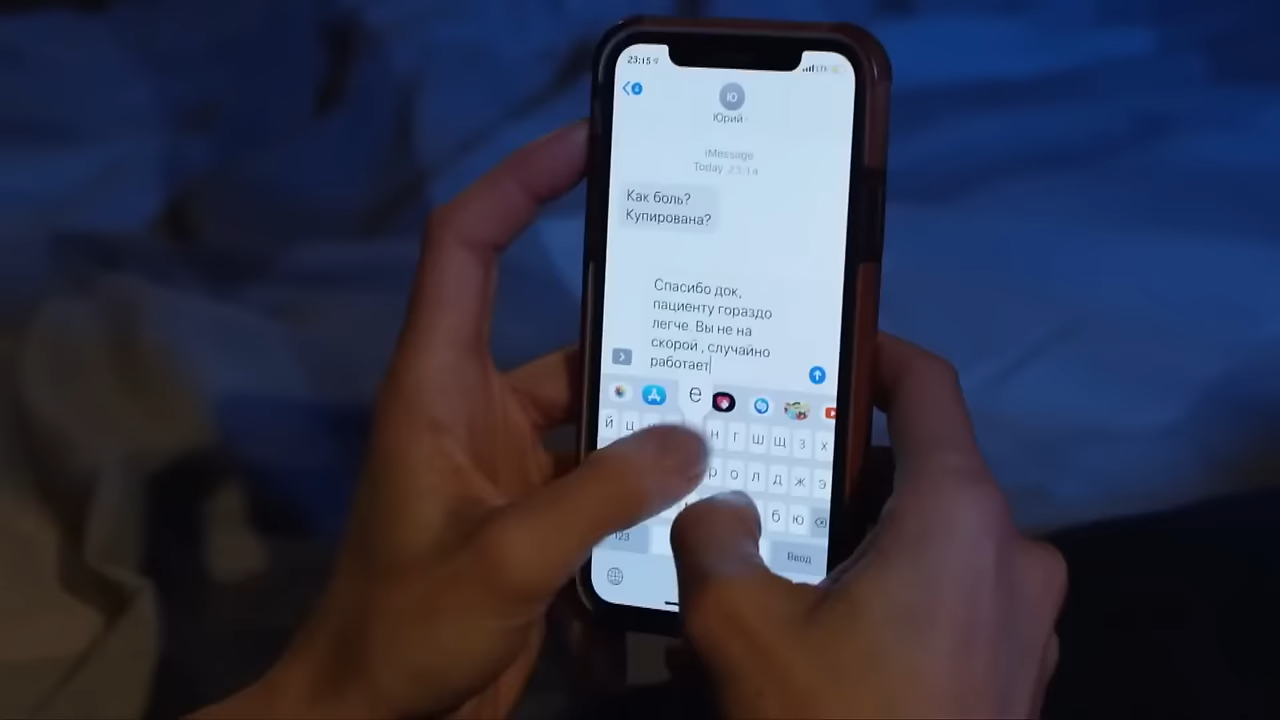 23:15
LTE
Ю
Юрий
iMessage
Today 23:14
Как боль?
Купирована?
Спасибо док,
пациенту гораздо
легче. Вы не на
скорой , случайно
работает
е
й ц н г ш щ з х
р о л д ж э
б ю
123
Ввод